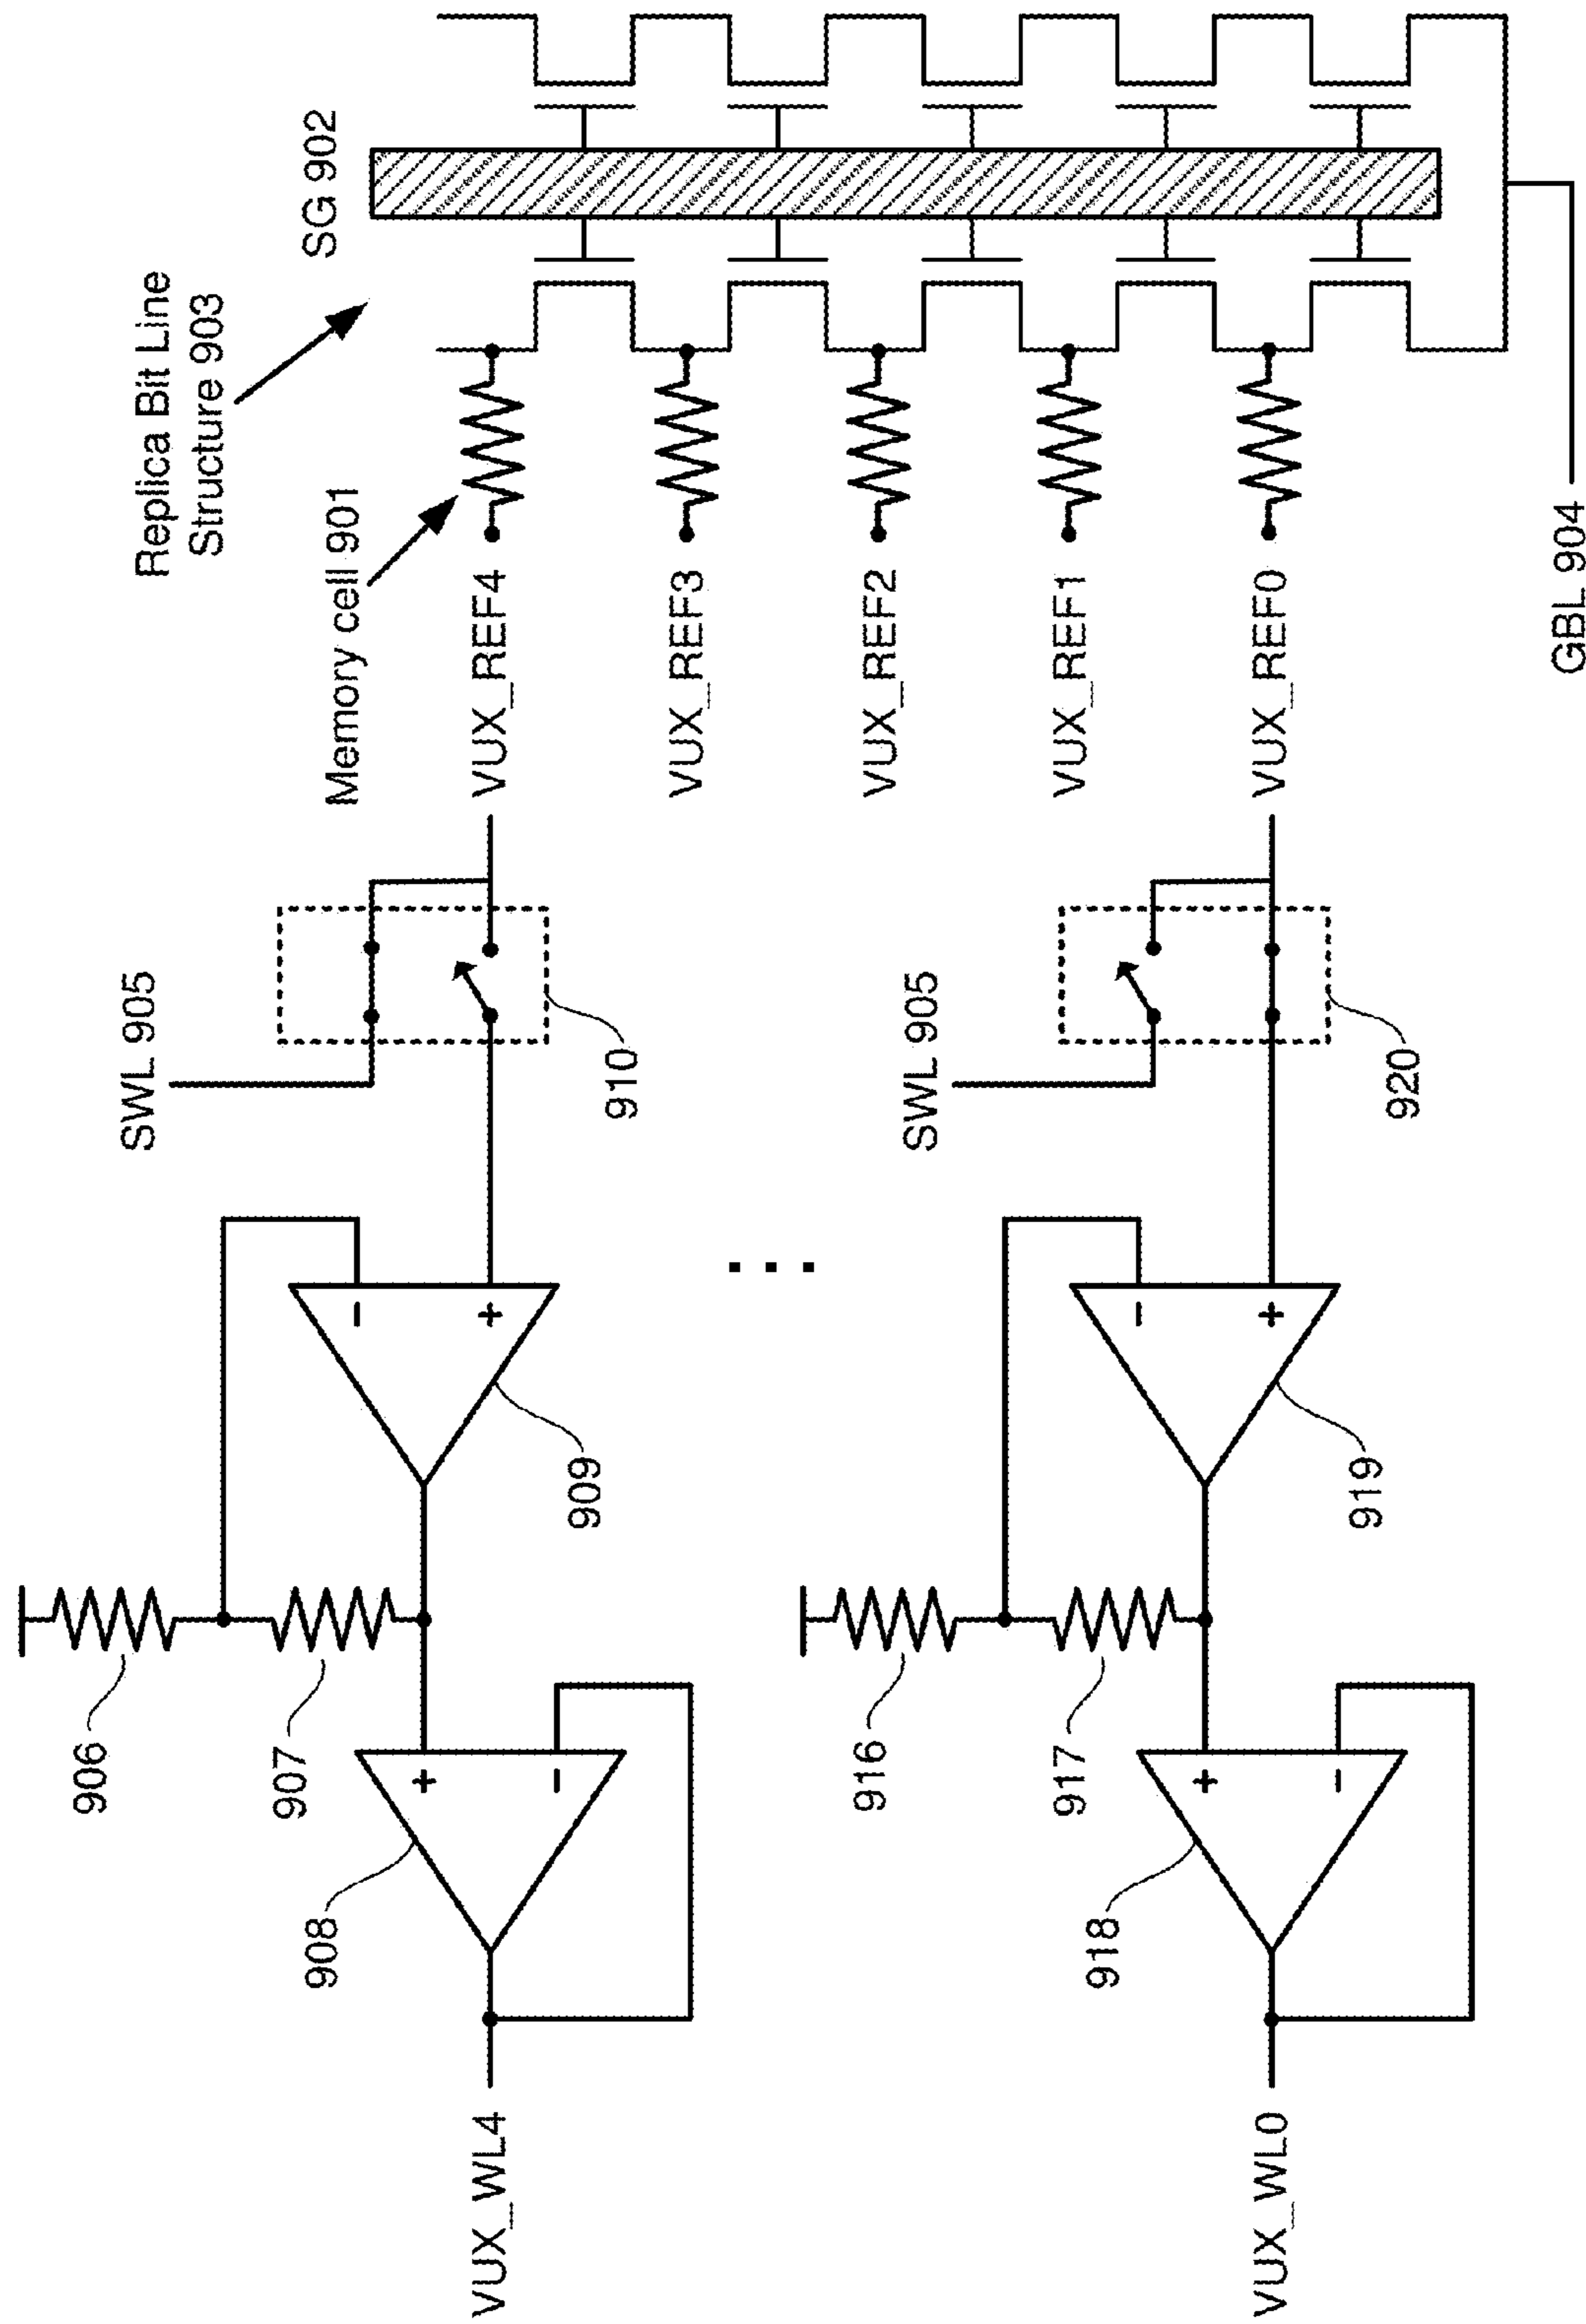 Replica Bit Line
Structure 903
SG 902
Memory cell 901
SWL 905
VUX_REF4
VUX_REF3
VUX_REF2
VUX_REF1
VUX_REF0
GBL 904
910
-
+
909
906
907
+
-
908
VUX_WL4
...
SWL 905
920
-
+
919
916
917
+
-
918
VUX_WL0